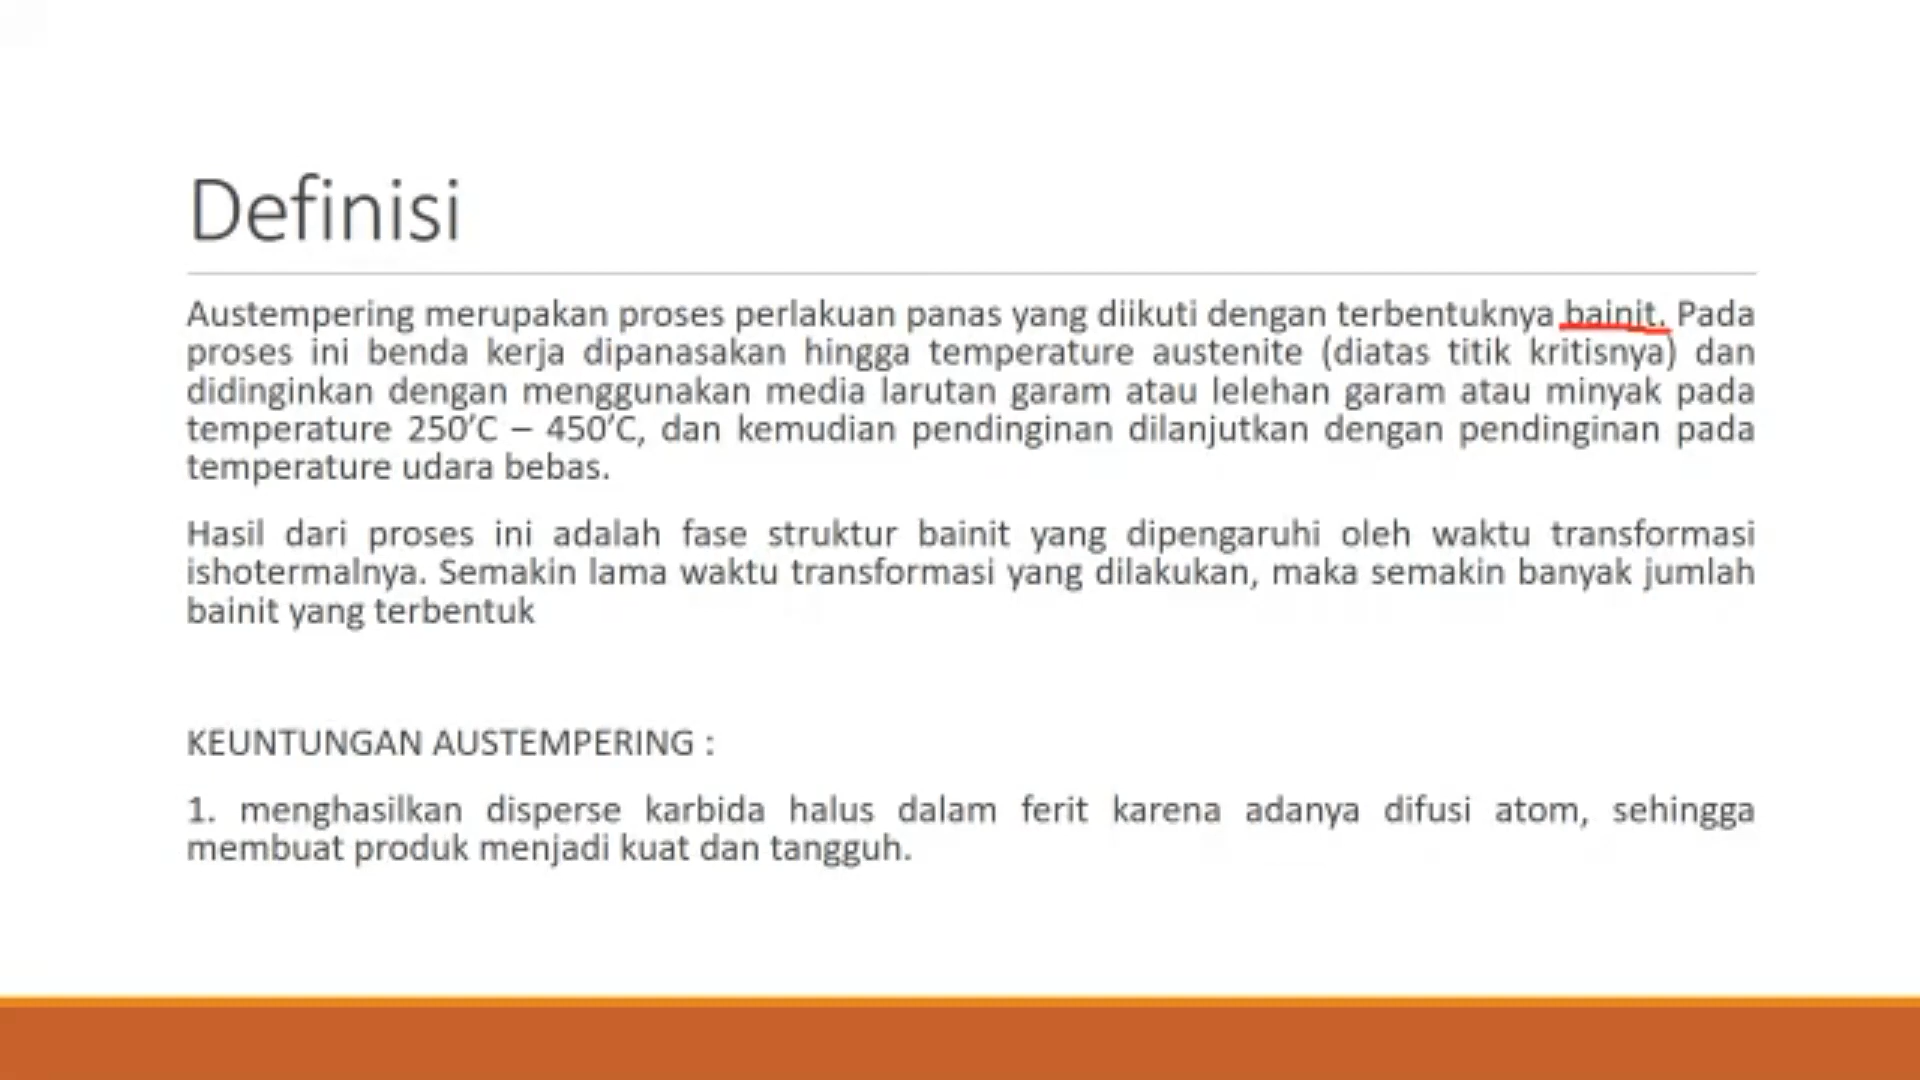 Definisi
Austempering merupakan proses perlakuan panas yang diikuti dengan terbentuknya bainit. Pada
proses ini benda kerja dipanasakan hingga temperature austenite (diatas titik kritisnya) dan
didinginkan dengan menggunakan media larutan garam atau lelehan garam atau minyak pada
temperature 250’C – 450’C, dan kemudian pendinginan dilanjutkan dengan pendinginan pada
temperature udara bebas.
Hasil dari proses ini adalah fase struktur bainit yang dipengaruhi oleh waktu transformasi
ishotermalnya. Semakin lama waktu transformasi yang dilakukan, maka semakin banyak jumlah
bainit yang terbentuk
KEUNTUNGAN AUSTEMPERING :
1. menghasilkan disperse karbida halus dalam ferit karena adanya difusi atom, sehingga
membuat produk menjadi kuat dan tangguh.